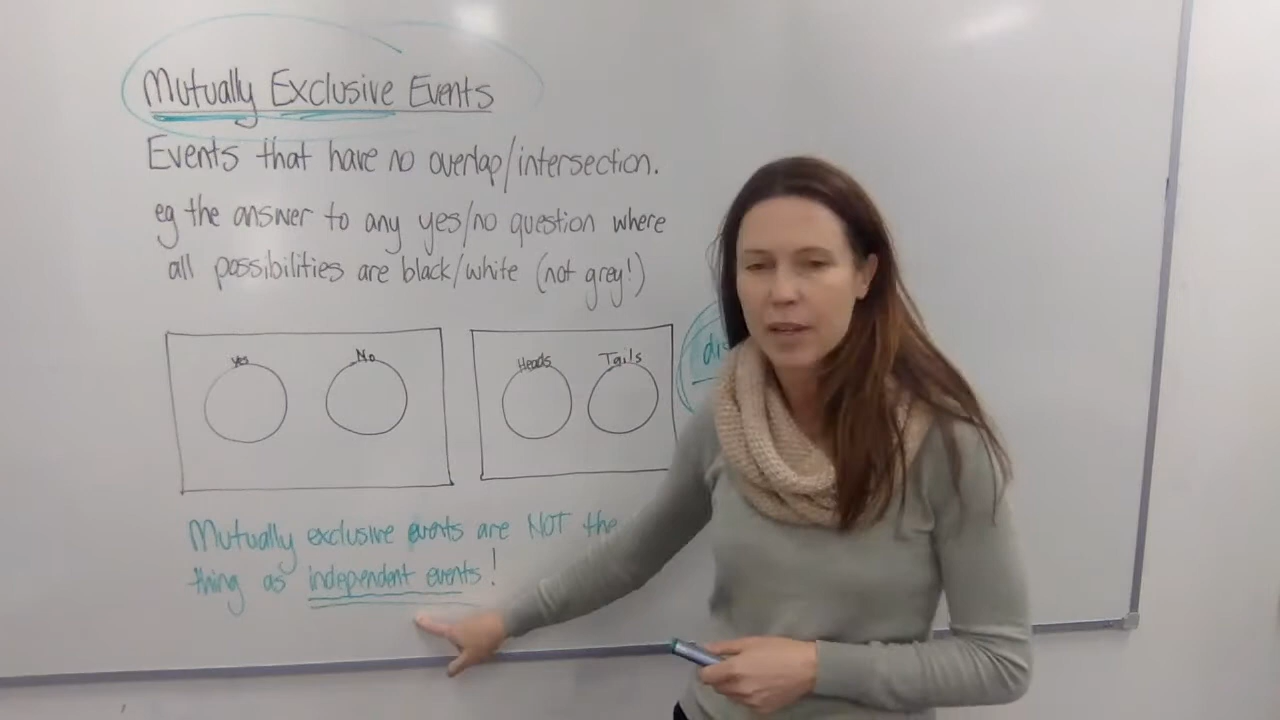 Mutually Exclusive Events
Events that have no overlap/intersection.
eg the answer to any yes/no question where
all possibilities are black/white (not grey!)
Yes
No
Heads
Tails
Mutually exclusive events are NOT the
thing as independent events!